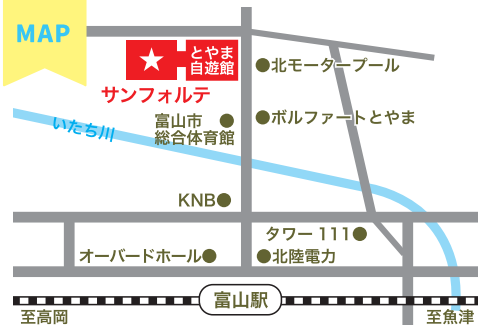 MAP
とやま
自遊館
サンフォルテ
北モータープール
富山市
総合体育館
ボルファートとやま
いたち川
KNB
タワー 111
オーバードホール
北陸電力
富山駅
至高岡
至魚津